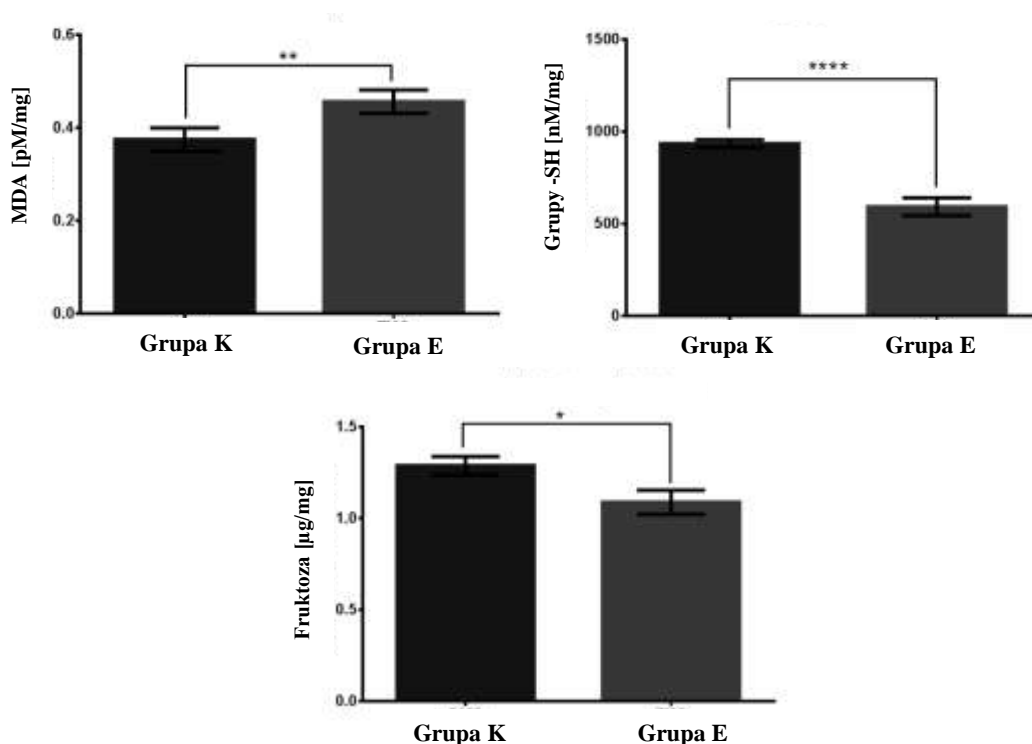 MDA [pM/mg]
0.6
0.4
0.2
0.0
**
Grupa K
Grupa E
Grupy -SH [nM/mg]
1500
1000
500
0
****
Grupa K
Grupa E
Fruktoza [µg/mg]
1.5
1.0
0.5
0.0
*
Grupa K
Grupa E